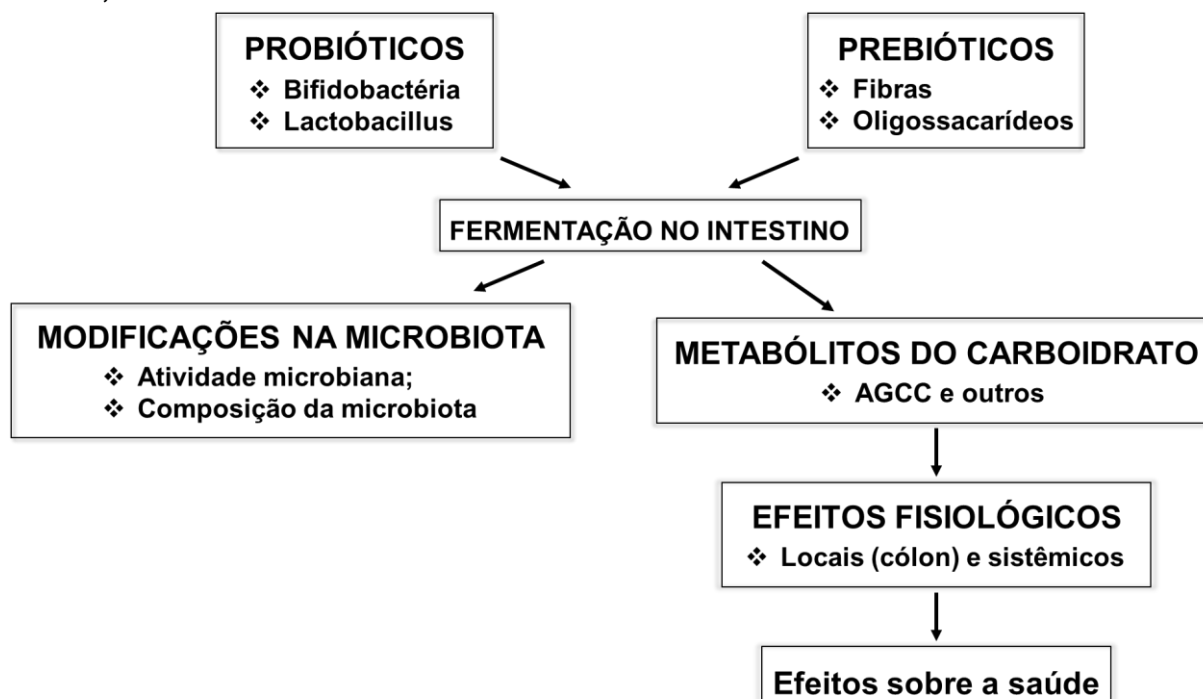 PROBIÓTICOS
❖ Bifidobactéria
❖ Lactobacillus
PREBIÓTICOS
❖ Fibras
❖ Oligossacarídeos
FERMENTAÇÃO NO INTESTINO
MODIFICAÇÕES NA MICROBIOTA
❖ Atividade microbiana;
❖ Composição da microbiota
METABÓLITOS DO CARBOIDRATO
❖ AGCC e outros
EFEITOS FISIOLÓGICOS
❖ Locais (cólon) e sistêmicos
Efeitos sobre a saúde